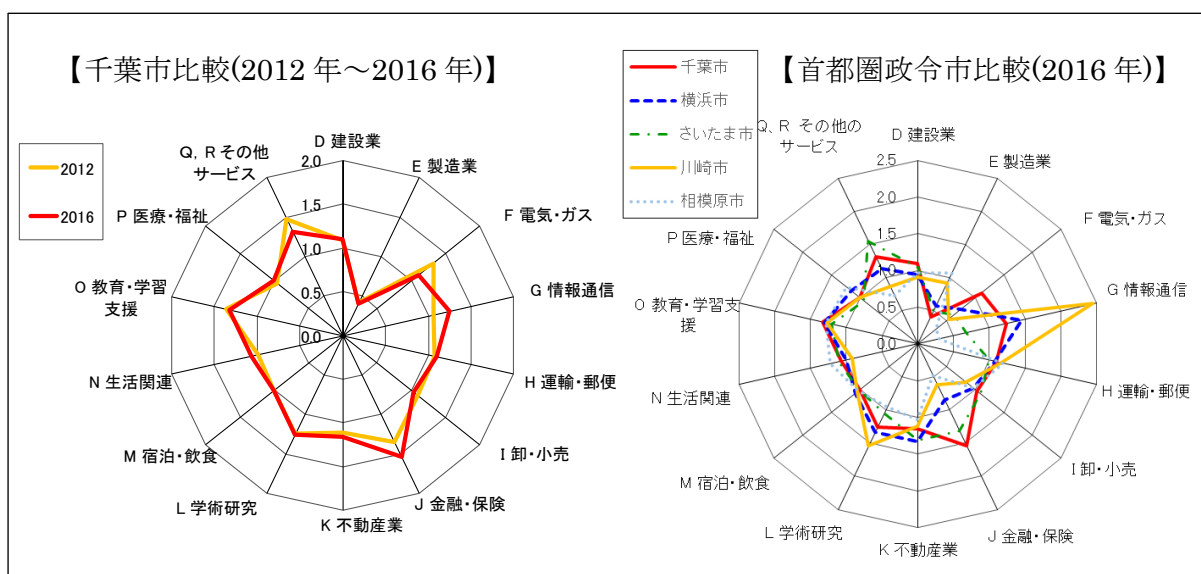 【千葉市比較(2012 年～2016 年)】
2012
2016
D 建設業
E 製造業
F 電気・ガス
G 情報通信
H 運輸・郵便
I 卸・小売
J 金融・保険
K 不動産業
L 学術研究
M 宿泊・飲食
N 生活関連
O 教育・学習
支援
P 医療・福祉
Q, R その他
サービス
2.0
1.5
1.0
0.5
0.0
【首都圏政令市比較(2016 年)】
千葉市
横浜市
さいたま市
川崎市
相模原市
D 建設業
E 製造業
F 電気・ガス
G 情報通信
H 運輸・郵便
I 卸・小売
J 金融・保険
K 不動産業
L 学術研究
M 宿泊・飲食
N 生活関連
O 教育・学習支
援
P 医療・福祉
Q、R その他の
サービス
2.5
2.0
1.5
1.0
0.5
0.0